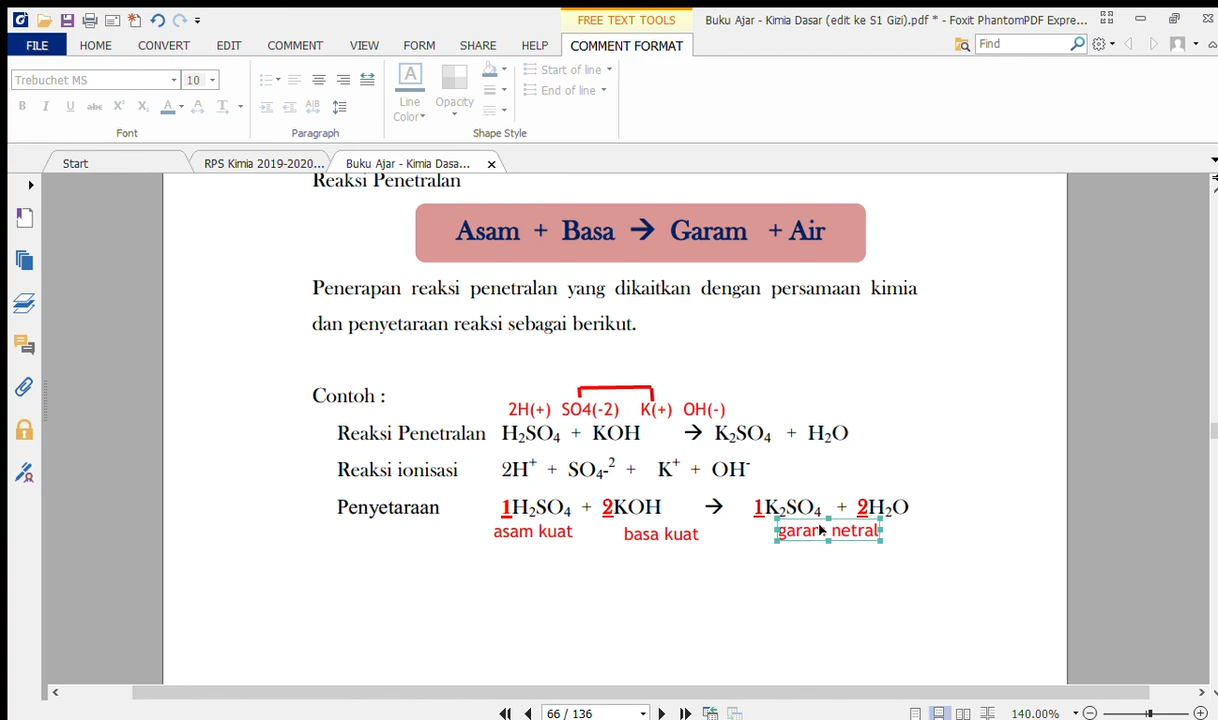 FREE TEXT TOOLS
Buku Ajar - Kimia Dasar (edit ke S1 Gizi).pdf * - Foxit PhantomPDF Expre...
FILE HOME CONVERT EDIT COMMENT VIEW FORM SHARE HELP COMMENT FORMAT
Find
Trebuchet MS 10
Line Color
Opacity
Start of line
End of line
Font Paragraph Shape Style
Start RPS Kimia 2019-2020... Buku Ajar - Kimia Dasa...
Reaksi Penetralan
Asam + Basa → Garam + Air
Penerapan reaksi penetralan yang dikaitkan dengan persamaan kimia
dan penyetaraan reaksi sebagai berikut.
Contoh :
2H(+) SO4(-2) K(+) OH(-)
Reaksi Penetralan H₂SO₄ + KOH → K₂SO₄ + H₂O
Reaksi ionisasi 2H⁺ + SO₄-² + K⁺ + OH⁻
Penyetaraan 1H₂SO₄ + 2KOH → 1K₂SO₄ + 2H₂O
asam kuat basa kuat garam netral
66 / 136
140.00%